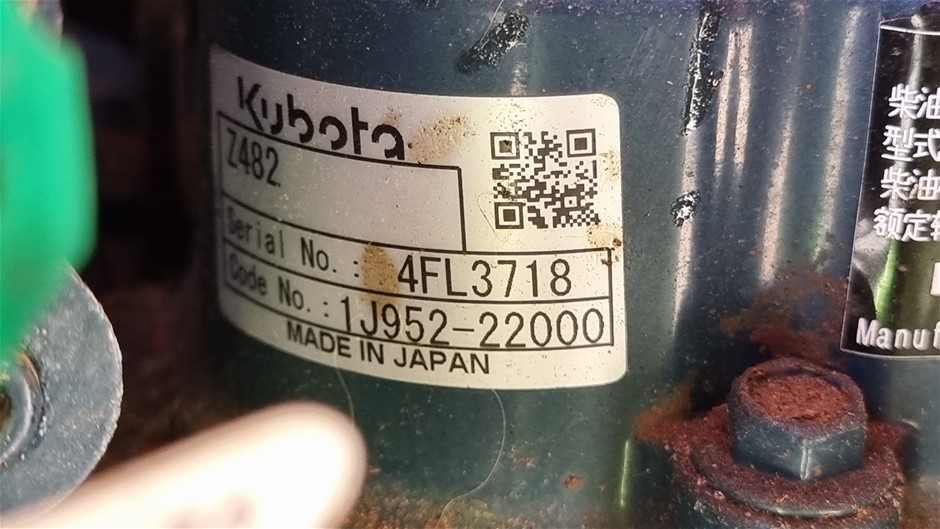 Kubota
Z482
Serial No.: 4FL3718
Code No.: 1J952-22000
MADE IN JAPAN
柴油
型式
柴油
额定
Manut